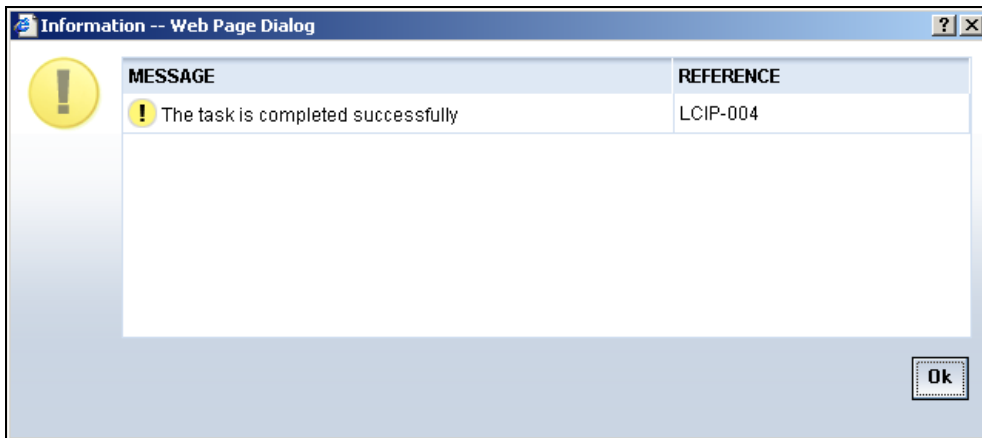 Information -- Web Page Dialog
MESSAGE REFERENCE
The task is completed successfully LCIP-004
Ok